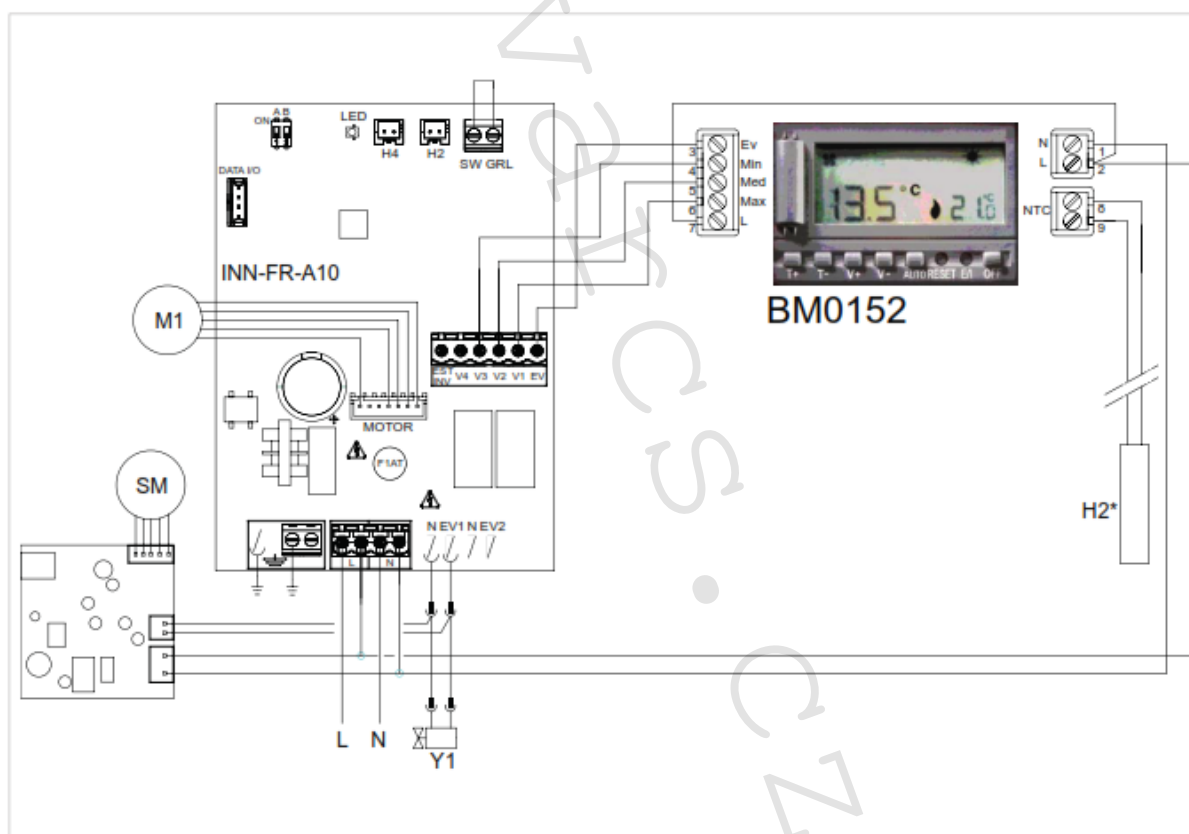 A B
ON
LED
H4
H2
SW GRL
DATA I/O
INN-FR-A10
M1
MOTOR
F1AT
EST INV V4 V3 V2 V1 EV
N EV1 N EV2
L N
SM
L N
Y1
3 Ev
4 Min
5 Med
6 Max
7 L
13.5 °C 21.0 °C
T+ T- V+ V- AUTO RESET E/I OFF
BM0152
N 1
L 2
NTC 8
9
H2*
varcs.cz